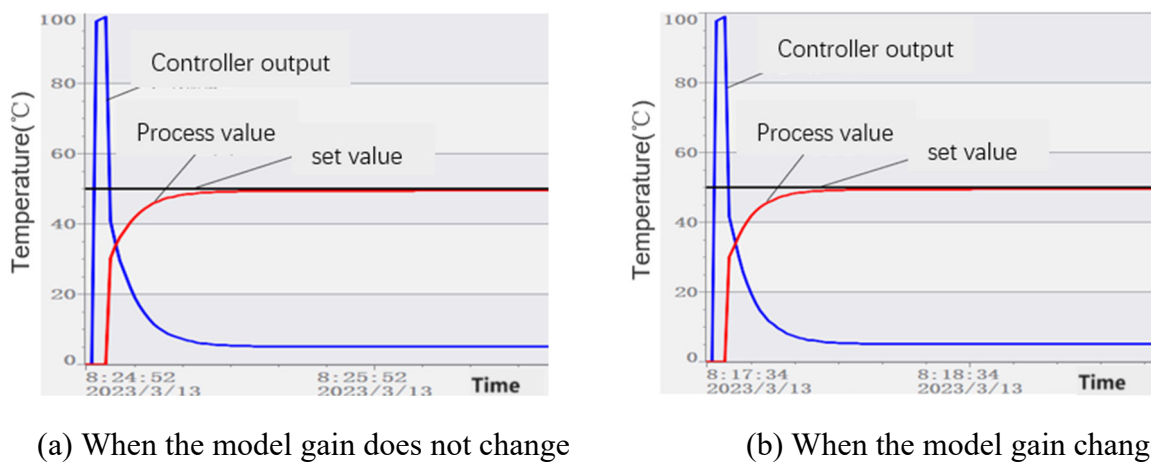 100
80
60
40
20
0
Temperature(℃)
Controller output
Process value
set value
8:24:52
2023/3/13
8:25:52
2023/3/13
Time
(a) When the model gain does not change
100
80
60
40
20
0
Temperature(℃)
Controller output
Process value
set value
8:17:34
2023/3/13
8:18:34
2023/3/13
Time
(b) When the model gain chang